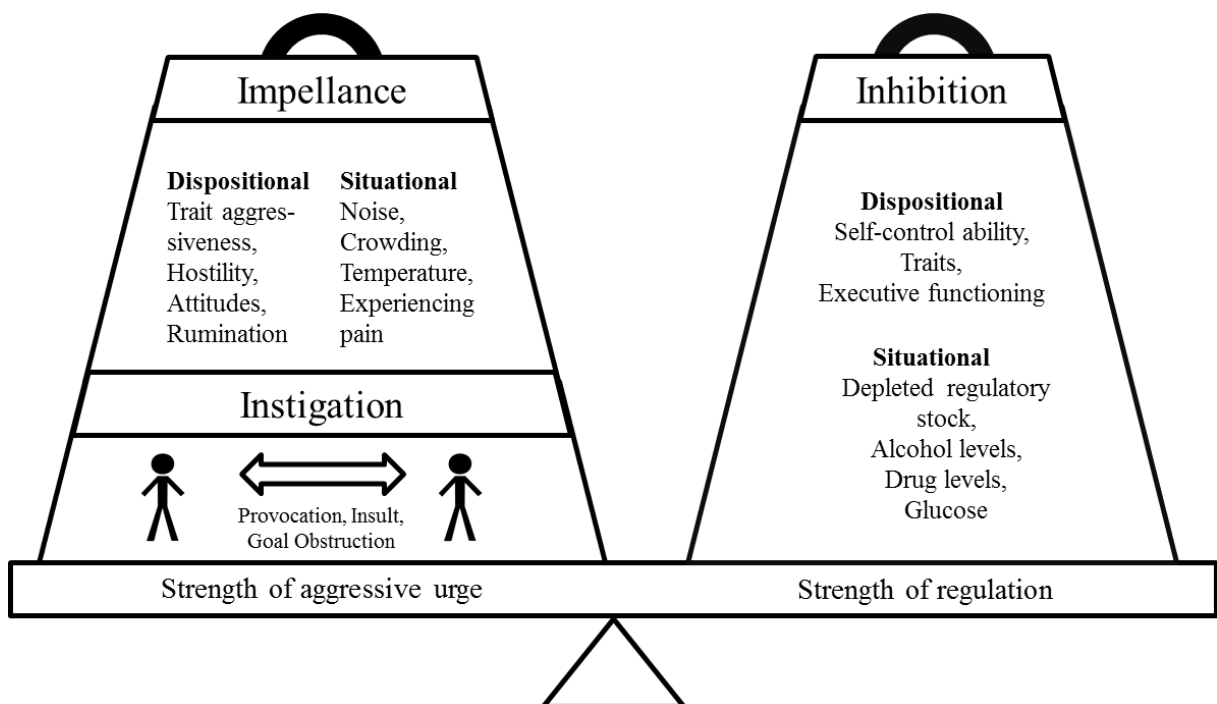 Impellance
Dispositional
Trait aggres-
siveness,
Hostility,
Attitudes,
Rumination
Situational
Noise,
Crowding,
Temperature,
Experiencing
pain
Instigation
Provocation, Insult,
Goal Obstruction
Strength of aggressive urge
Inhibition
Dispositional
Self-control ability,
Traits,
Executive functioning
Situational
Depleted regulatory
stock,
Alcohol levels,
Drug levels,
Glucose
Strength of regulation